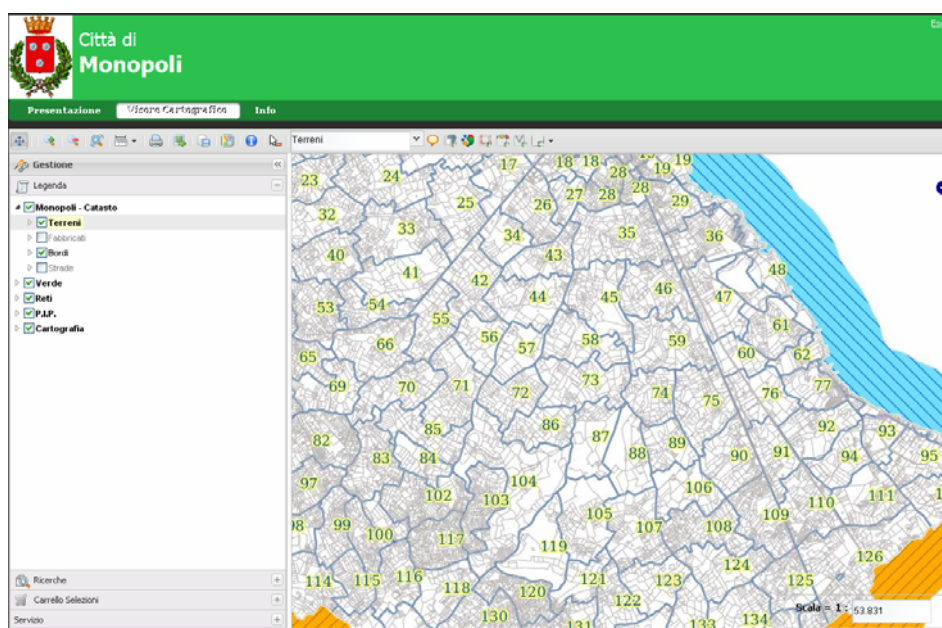 Città di
Monopoli
Presentazione Visore Cartografico Info
Terreni
Gestione
Legenda
Monopoli - Catasto
Terreni
Fabbricati
Bordi
Strade
Verde
Reti
P.I.P.
Cartografia
Ricerche
Carrello Selezioni
Servizio
17 18 18 19
23 24 28 19
25 26 27 28 28 29
32 33 34 35 36
40 41 42 43 48
53 54 44 45 46 47
55 61
65 66 56 57 58 59 60 62
69 70 71 72 73 74 75 76 77
82 85 86 87 92 93
83 84 88 89 90 91 94 95
97 102 103 104 106 110 111
98 99 100 105 107 108 109
117 119 126
114 115 116 118 120 121 123 124 125
122
130 131 133 134
Scala = 1 : 53.831